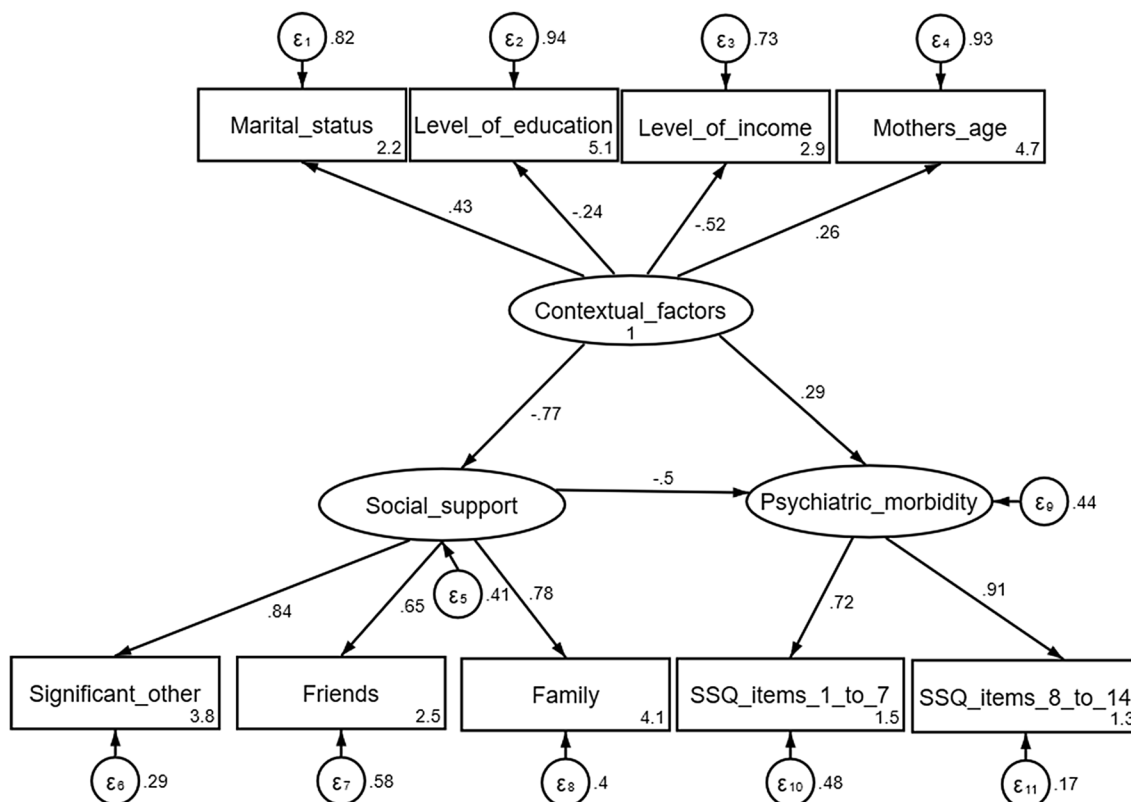 ε1 .82
ε2 .94
ε3 .73
ε4 .93
Marital_status
2.2
Level_of_education
5.1
Level_of_income
2.9
Mothers_age
4.7
.43
-.24
-.52
.26
Contextual_factors
1
-.77
.29
Social_support
-.5
Psychiatric_morbidity
ε9 .44
ε5 .41
.84
.65
.78
.72
.91
Significant_other
3.8
Friends
2.5
Family
4.1
SSQ_items_1_to_7
1.5
SSQ_items_8_to_14
1.3
ε6 .29
ε7 .58
ε8 .4
ε10 .48
ε11 .17